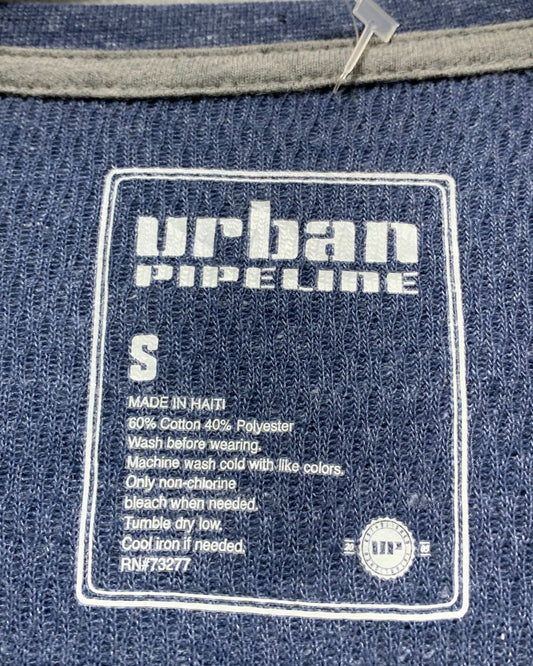 urban
PIPELINE
S
MADE IN HAITI
60% Cotton 40% Polyester
Wash before wearing.
Machine wash cold with like colors.
Only non-chlorine
bleach when needed.
Tumble dry low.
Cool iron if needed.
RN#73277
UP